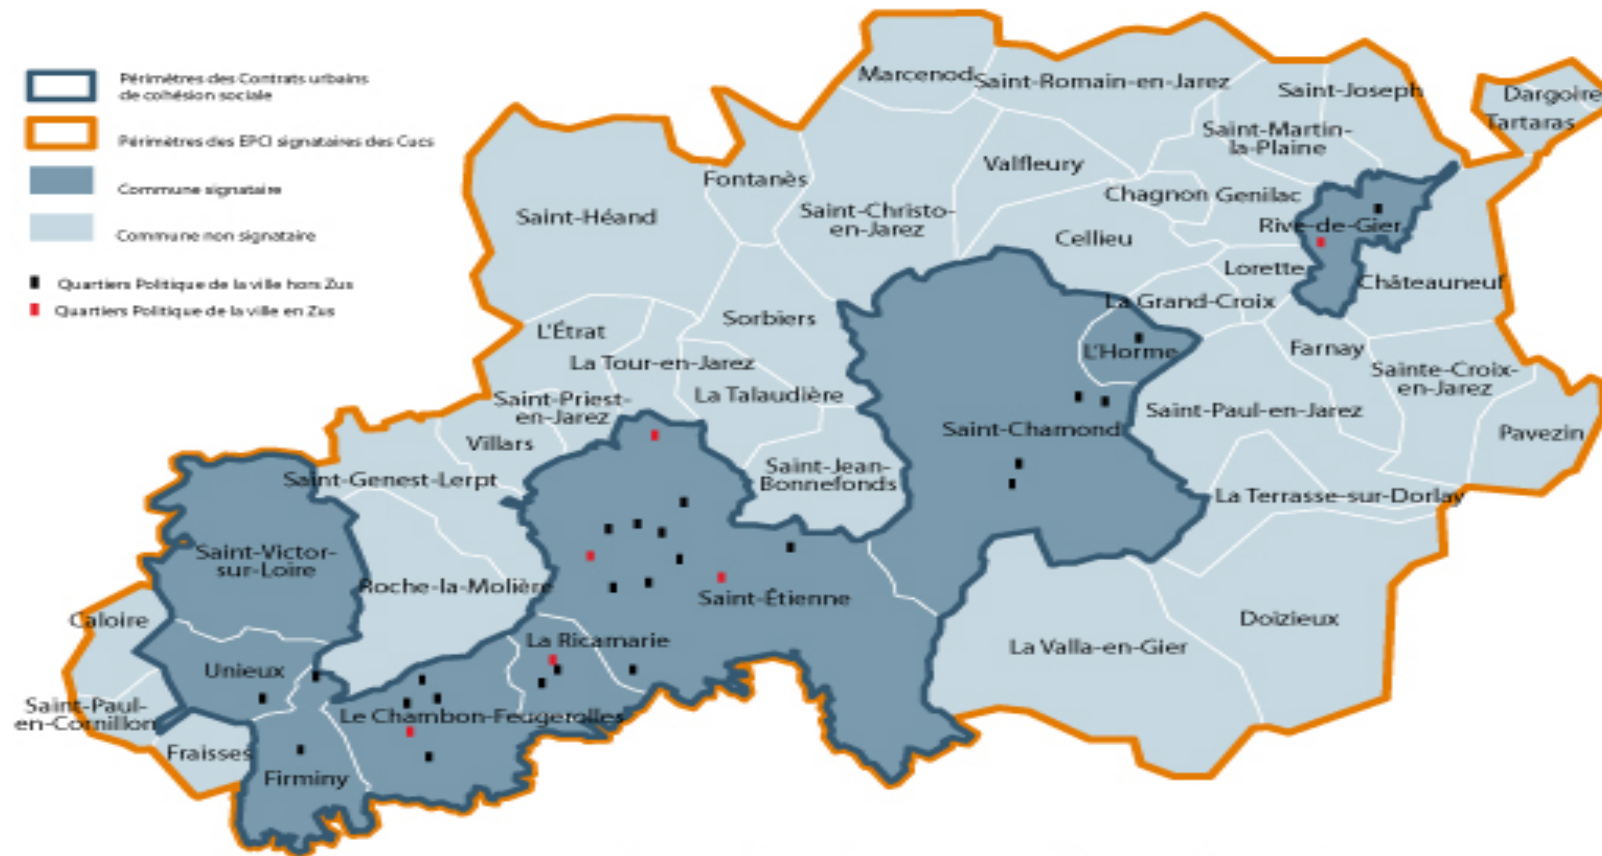 Périmètres des Contrats urbains
de cohésion sociale
Périmètres des EPCI signataires des Cucs
Commune signataire
Commune non signataire
Quartiers Politique de la ville hors Zus
Quartiers Politique de la ville en Zus
Marcenod
Saint-Romain-en-Jarez
Saint-Joseph
Dargoire
Tartaras
Saint-Martin-
la-Plaine
Valfleury
Fontanès
Chagnon
Genilac
Saint-Héand
Saint-Christo-
en-Jarez
Rive-de-Gier
Cellieu
Lorette
Châteauneuf
La Grand-Croix
Sorbiers
L'Étrat
L'Horme
Farnay
La Tour-en-Jarez
Sainte-Croix-
en-Jarez
La Talaudière
Saint-Priest-
en-Jarez
Saint-Paul-en-Jarez
Saint-Chamond
Pavezin
Villars
Saint-Jean-
Bonnefonds
Saint-Genest-Lerpt
La Terrasse-sur-Dorlay
Saint-Victor-
sur-Loire
Roche-la-Molière
Saint-Étienne
Caloire
Doizieux
La Ricamarie
La Valla-en-Gier
Unieux
Saint-Paul-
en-Cornillon
Le Chambon-Feugerolles
Fraisses
Firminy